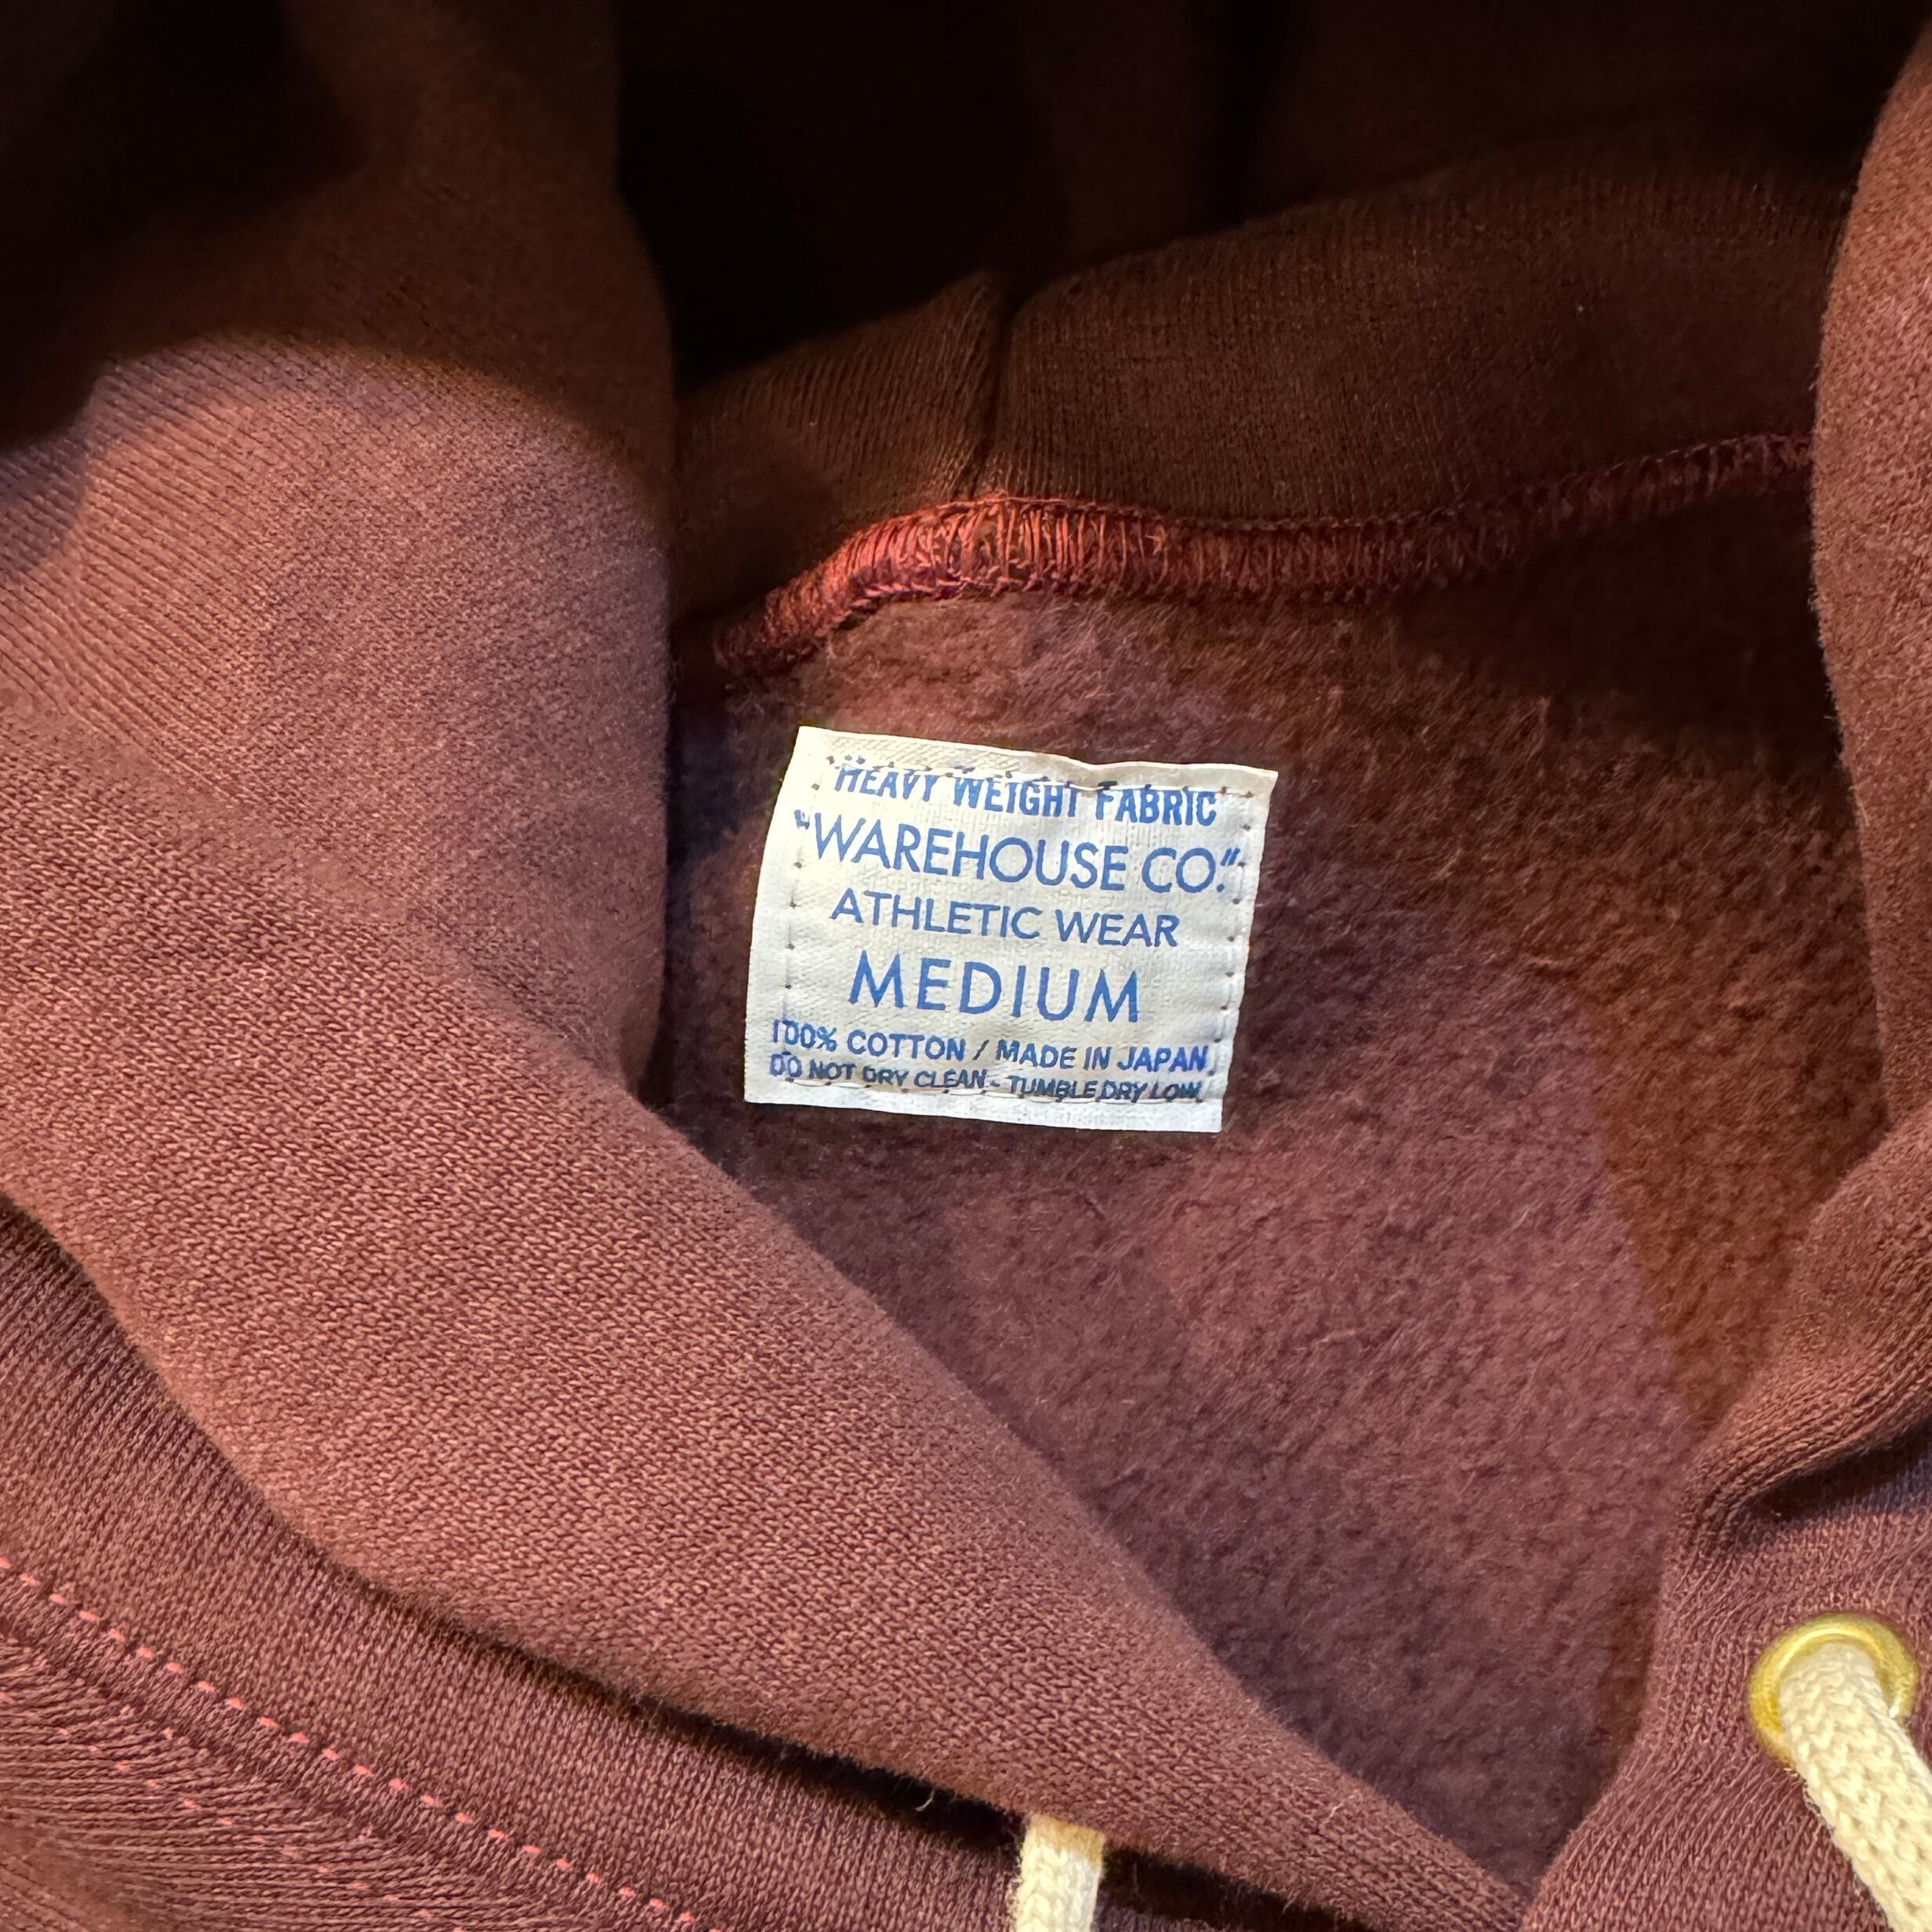 HEAVY WEIGHT FABRIC
"WAREHOUSE CO."
ATHLETIC WEAR
MEDIUM
100% COTTON / MADE IN JAPAN
DO NOT DRY CLEAN - TUMBLE DRY LOW